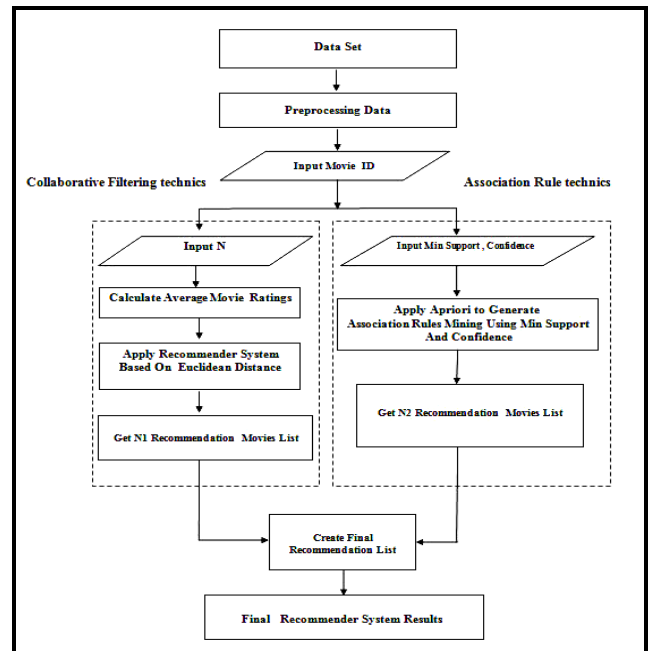 Data Set
Preprocessing Data
Input Movie ID
Collaborative Filtering technics
Association Rule technics
Input N
Calculate Average Movie Ratings
Apply Recommender System
Based On Euclidean Distance
Get N1 Recommendation Movies List
Input Min Support , Confidence
Apply Apriori to Generate
Association Rules Mining Using Min Support
And Confidence
Get N2 Recommendation Movies List
Create Final
Recommendation List
Final Recommender System Results